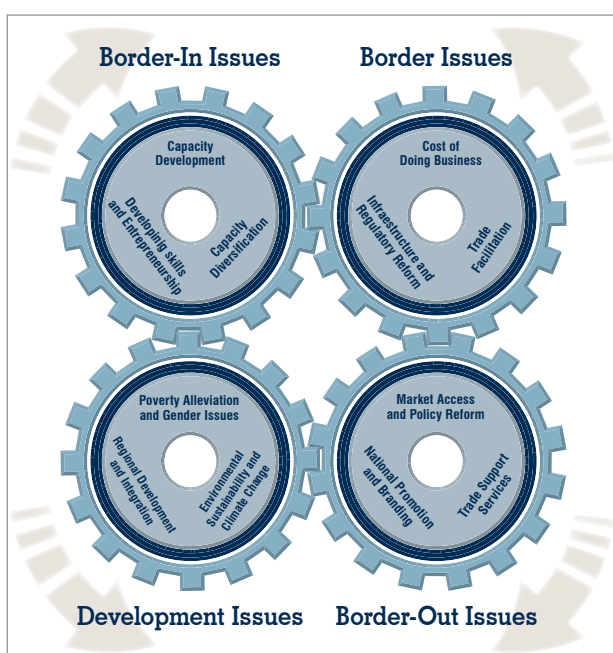 Border-In Issues
Capacity
Development
Developinig skills
and Entrepreneurship
Capacity
Diversification
Border Issues
Cost of
Doing Business
Infraestructure and
Regulatory Reform
Trade
Facilitation
Poverty Alleviation
and Gender Issues
Regional Development
and Integration
Environmental
Sustainability and
Climate Change
Development Issues
Market Access
and Policy Reform
National Promotion
and Branding
Trade Support
Services
Border-Out Issues